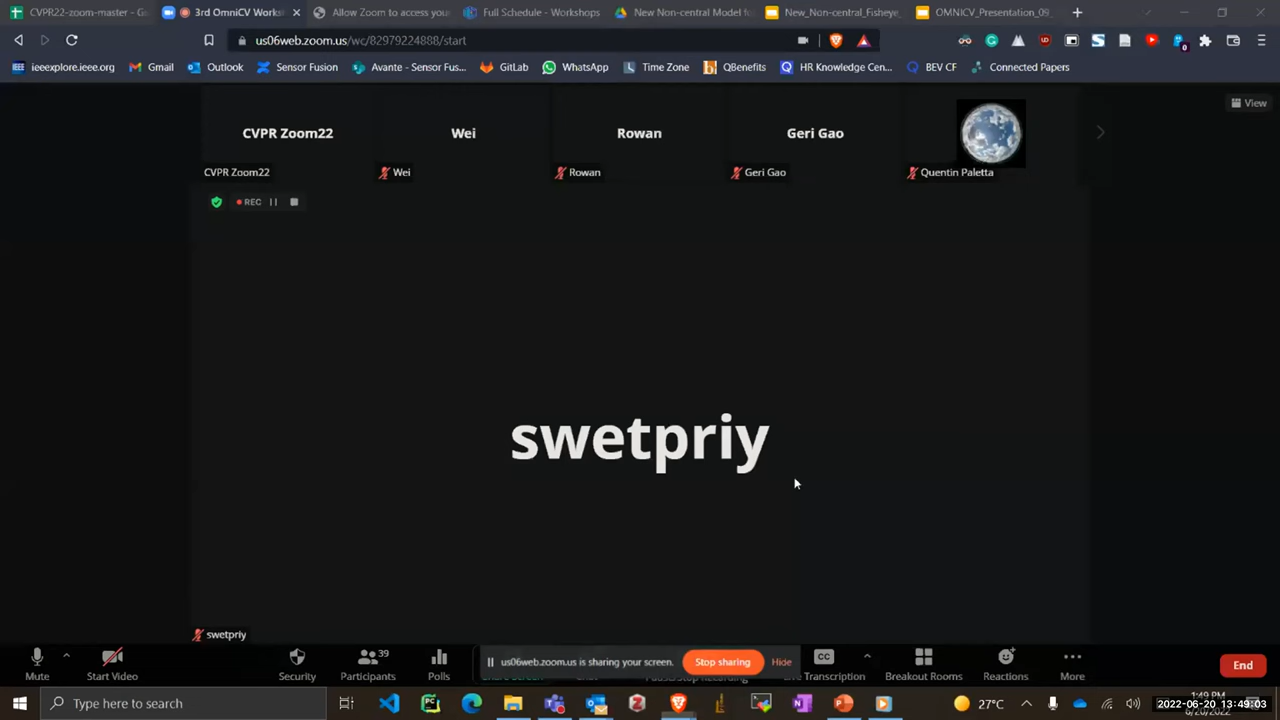 CVPR22-zoom-master - G
3rd OmniCV Works
Allow Zoom to access you
Full Schedule - Workshops
New Non-central Model fo
New_Non-central_Fisheye
OMNICV_Presentation_09
us06web.zoom.us/wc/82979224888/start
ieeexplore.ieee.org
Gmail
Outlook
Sensor Fusion
Avante - Sensor Fus...
GitLab
WhatsApp
Time Zone
QBenefits
HR Knowledge Cen...
BEV CF
Connected Papers
View
CVPR Zoom22
Wei
Rowan
Geri Gao
CVPR Zoom22
Wei
Rowan
Geri Gao
Quentin Paletta
REC
swetpriy
swetpriy
Mute
Start Video
Security
39
Participants
Polls
us06web.zoom.us is sharing your screen.
Stop sharing
Hide
Live Transcription
Breakout Rooms
Reactions
More
End
Type here to search
27°C
1:49 PM
2022-06-20 13:49:03